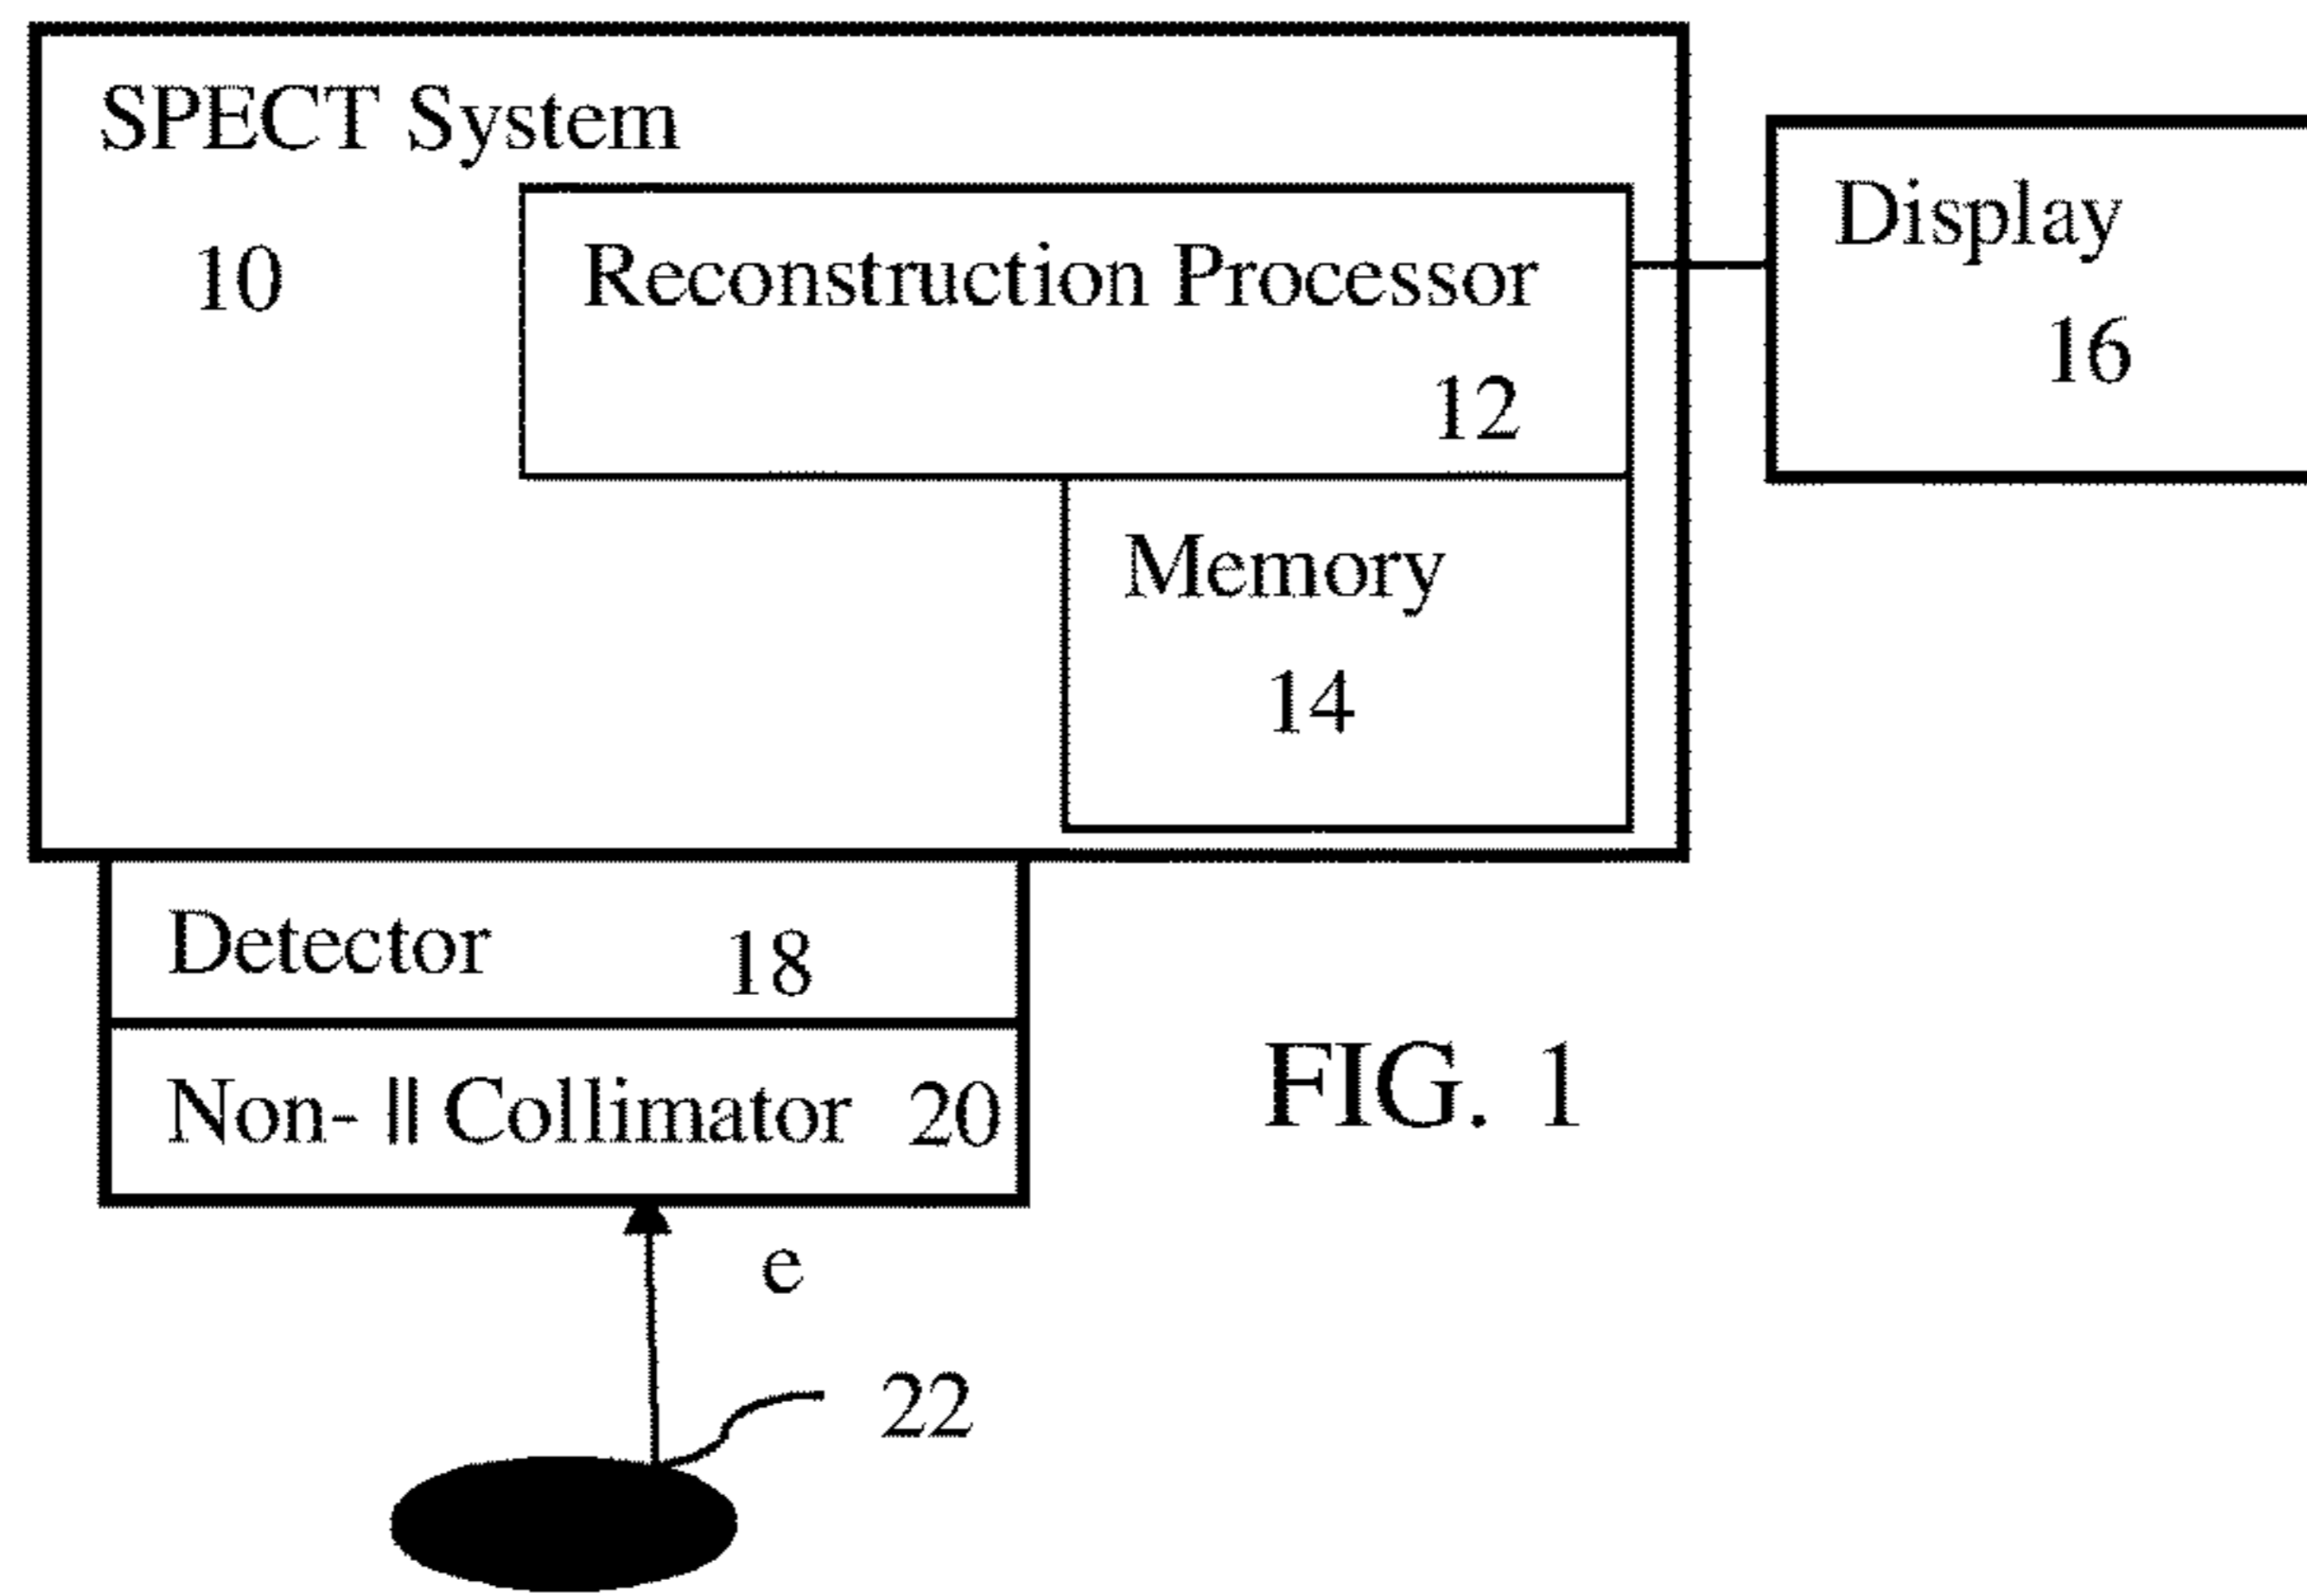 SPECT System
10
Reconstruction Processor
12
Display
16
Memory
14
Detector 18
Non- || Collimator 20
FIG. 1
e
22